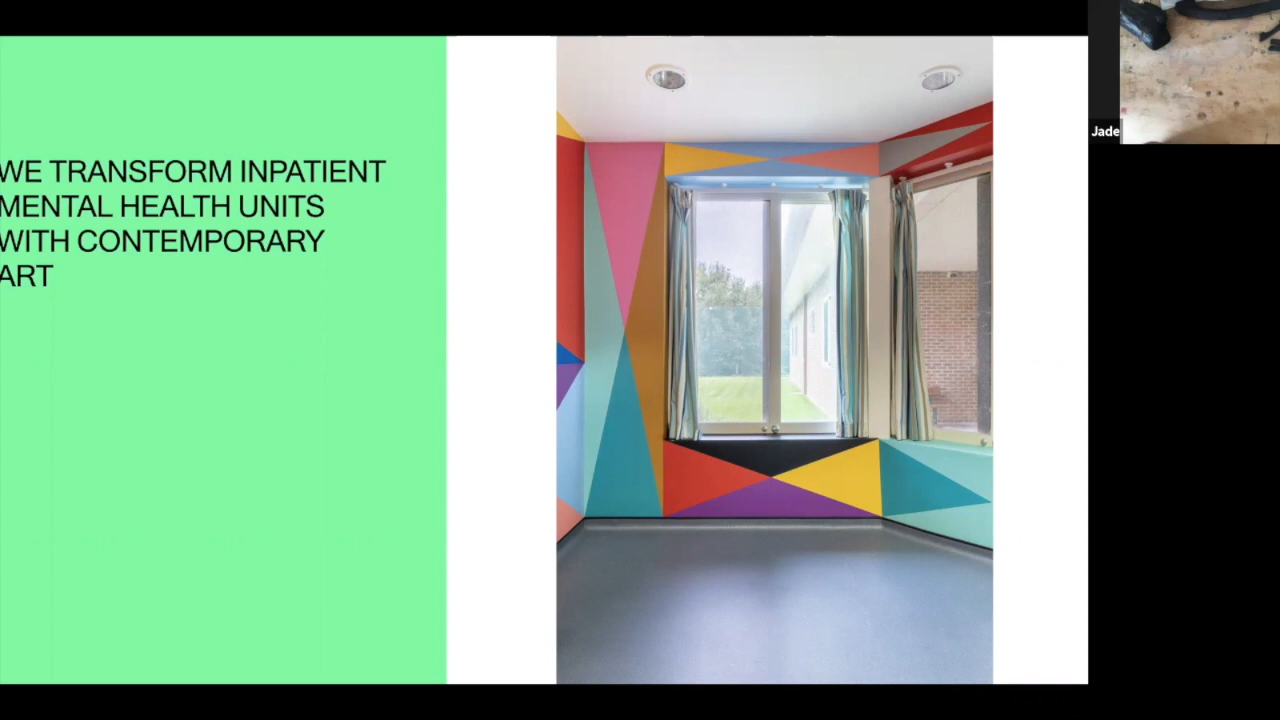 WE TRANSFORM INPATIENT
MENTAL HEALTH UNITS
WITH CONTEMPORARY
ART
Jade